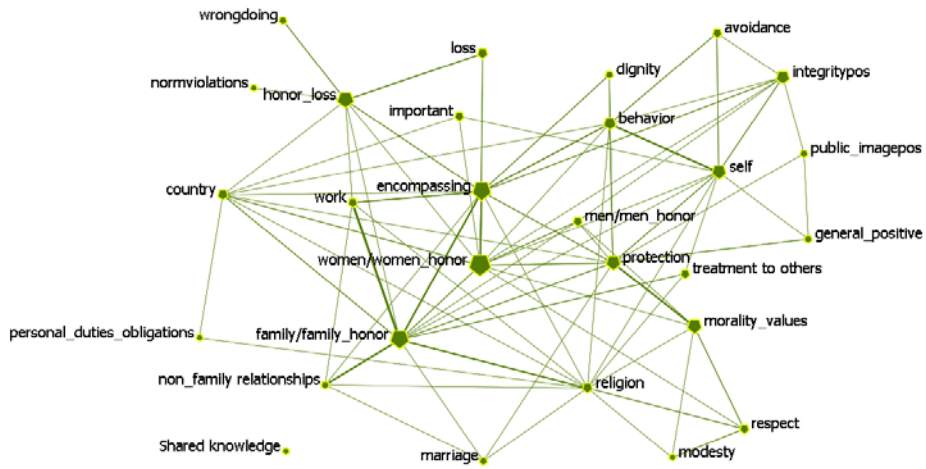 wrongdoing
avoidance
loss
dignity
integritypos
normviolations
honor_loss
important
behavior
public_imagepos
self
country
work
encompassing
men/men_honor
general_positive
women/women_honor
protection
treatment to others
personal_duties_obligations
family/family_honor
morality_values
non_family relationships
religion
respect
Shared knowledge
marriage
modesty